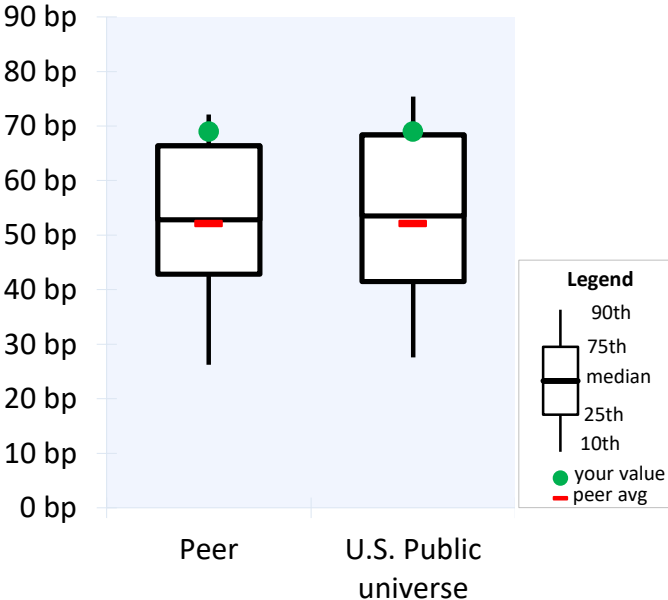 90 bp
80 bp
70 bp
60 bp
50 bp
40 bp
30 bp
20 bp
10 bp
0 bp
Peer
U.S. Public
universe
Legend
90th
75th
median
25th
10th
your value
peer avg